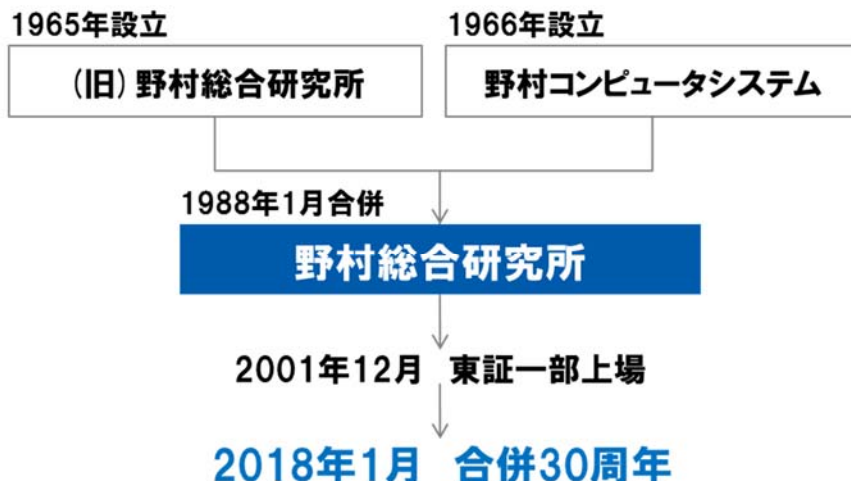 1965年設立
(旧)野村総合研究所
1966年設立
野村コンピュータシステム
1988年1月合併
野村総合研究所
2001年12月 東証一部上場
2018年1月 合併30周年